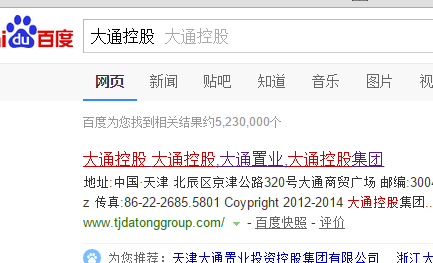 du 百度 大通控股 大通控股
网页 新闻 贴吧 知道 音乐 图片
百度为您找到相关结果约5,230,000个
大通控股 大通控股,大通置业,大通控股集团
地址:中国·天津 北辰区京津公路320号大通商贸广场 邮编:3004
z 传真:86-22-2685.5801 Coypright 2012-2014 大通控股集团...
www.tjdatonggroup.com/ - 百度快照 - 评价
为您推荐: 天津大通置业投资控股集团有限公司 浙江大